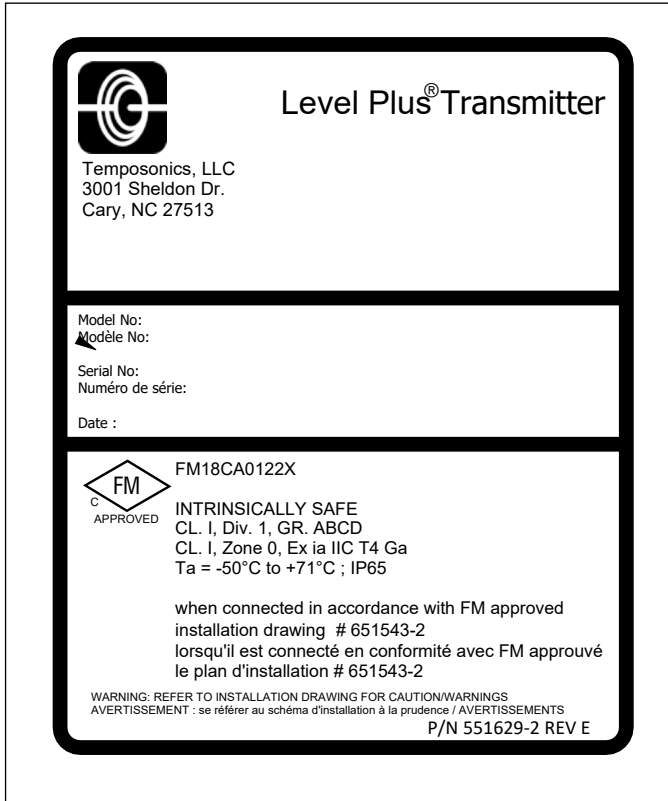 Level Plus® Transmitter
Temposonics, LLC
3001 Sheldon Dr.
Cary, NC 27513
Model No:
Modèle No:
Serial No:
Numéro de série:
Date :
FM
C
APPROVED
FM18CA0122X
INTRINSICALLY SAFE
CL. I, Div. 1, GR. ABCD
CL. I, Zone 0, Ex ia IIC T4 Ga
Ta = -50°C to +71°C ; IP65
when connected in accordance with FM approved
installation drawing # 651543-2
lorsqu'il est connecté en conformité avec FM approuvé
le plan d'installation # 651543-2
WARNING: REFER TO INSTALLATION DRAWING FOR CAUTION/WARNINGS
AVERTISSEMENT : se référer au schéma d'installation à la prudence / AVERTISSEMENTS
P/N 551629-2 REV E